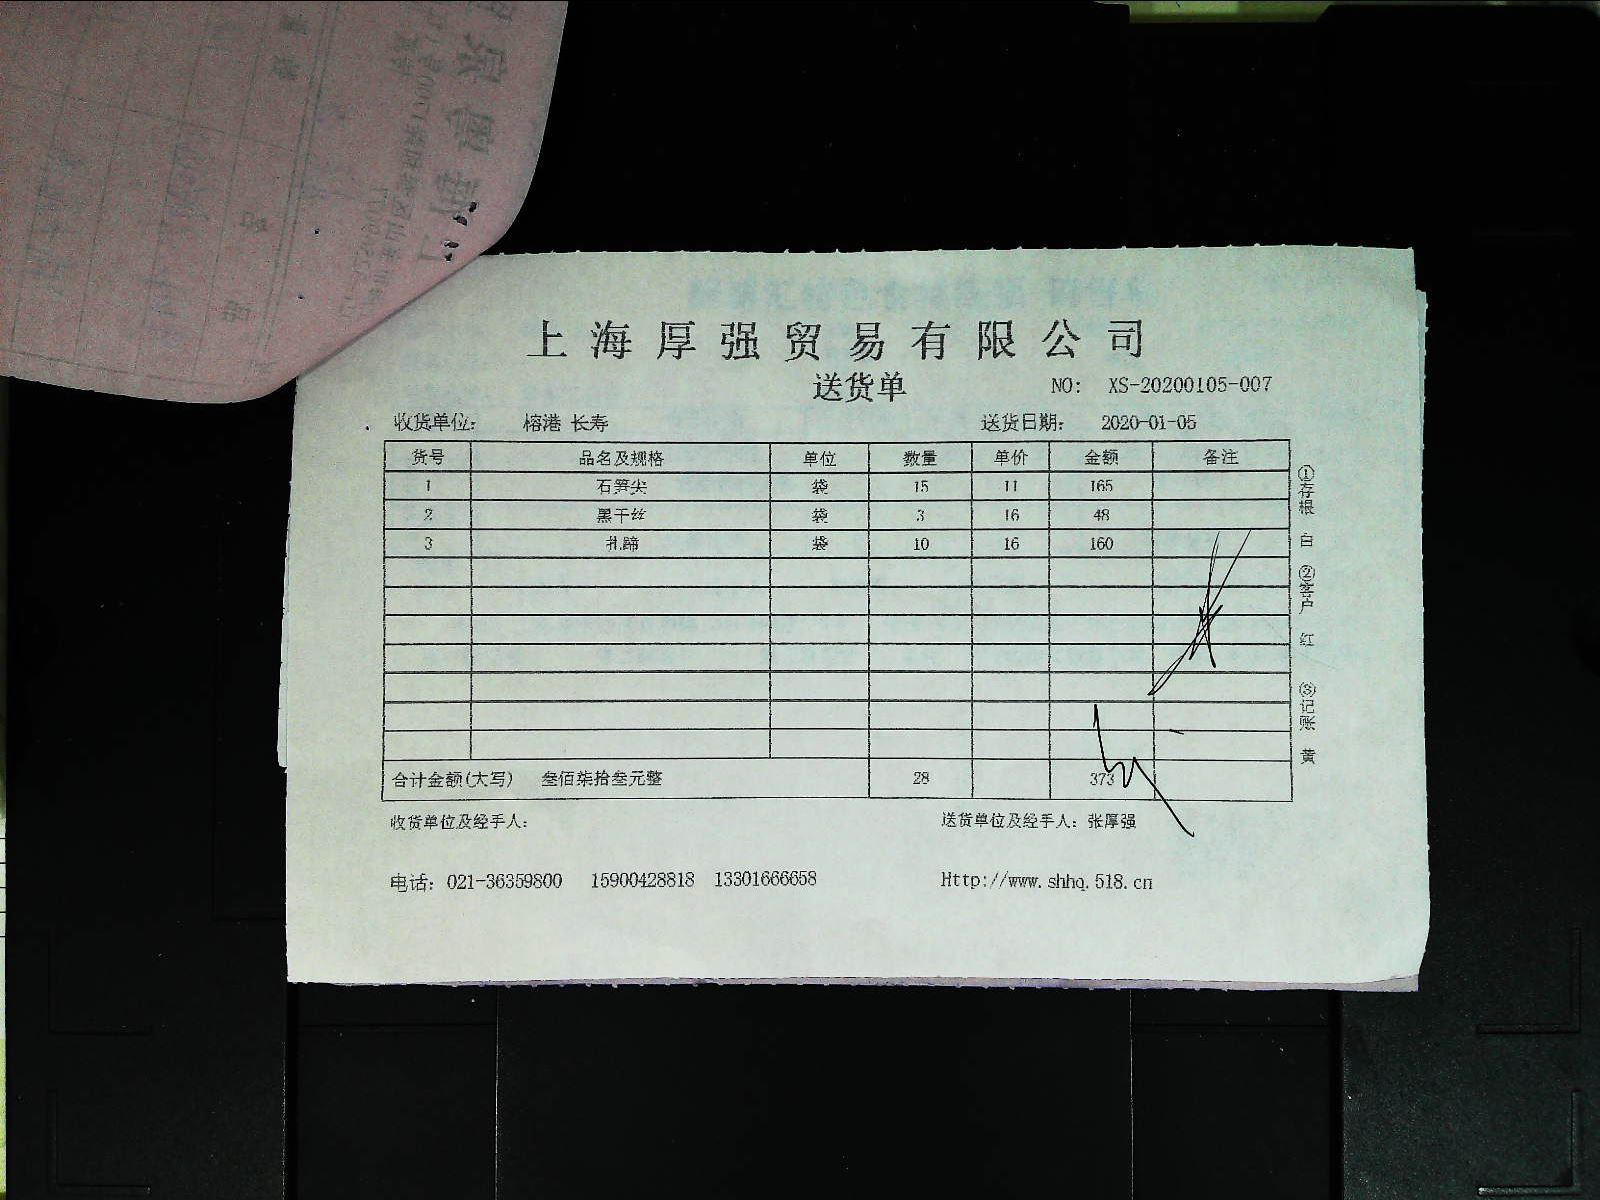 上海厚强贸易有限公司
送货单 NO: XS-20200105-007
收货单位: 榕港 长寿 送货日期: 2020-01-05
货号 品名及规格 单位 数量 单价 金额 备注
1 石笋尖 袋 15 11 165
2 黑干丝 袋 3 16 48
3 扎蹄 袋 10 16 160
合计金额(大写) 叁佰柒拾叁元整 28 373
收货单位及经手人: 送货单位及经手人: 张厚强
电话: 021-36359800 15900428818 13301666658 Http://www.shhq.518.cn
①存根 白 ②客户 红 ③记账 黄